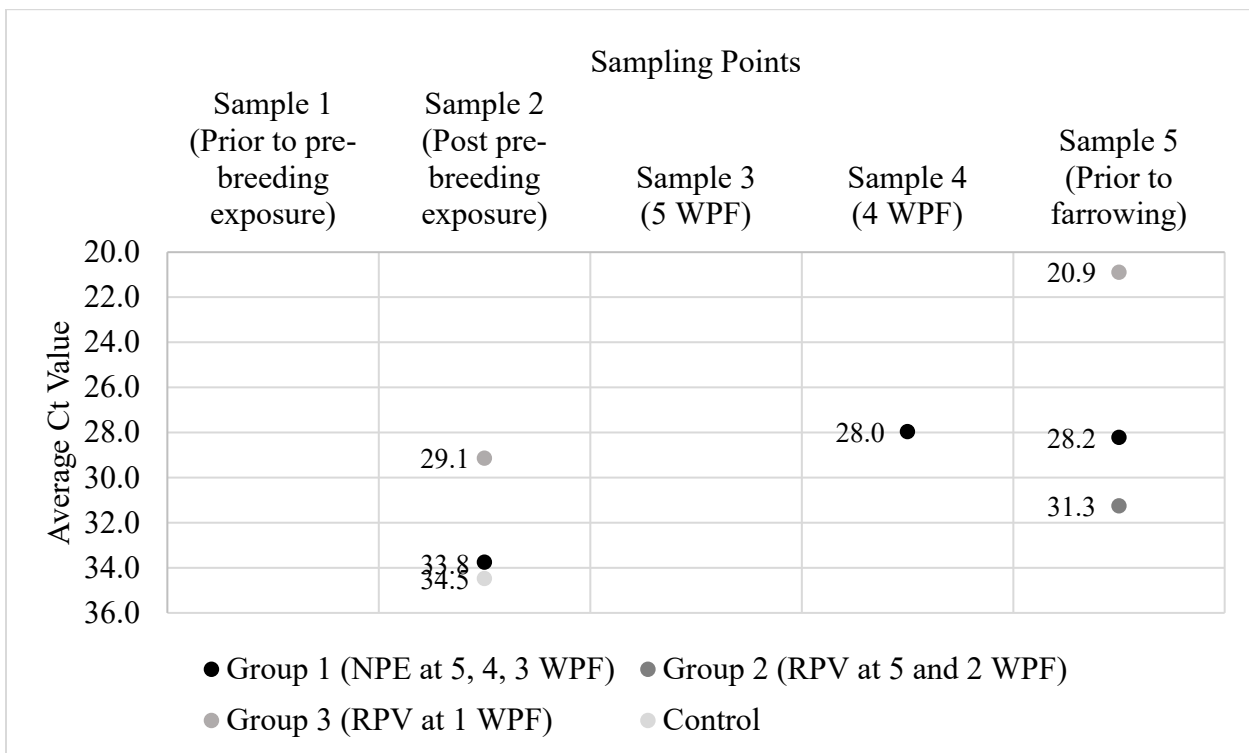 Sampling Points
Sample 1
(Prior to pre-
breeding
exposure)
Sample 2
(Post pre-
breeding
exposure)
Sample 3
(5 WPF)
Sample 4
(4 WPF)
Sample 5
(Prior to
farrowing)
Average Ct Value
20.0
22.0
24.0
26.0
28.0
30.0
32.0
34.0
36.0
29.1
33.8
34.5
28.0
20.9
28.2
31.3
Group 1 (NPE at 5, 4, 3 WPF)
Group 2 (RPV at 5 and 2 WPF)
Group 3 (RPV at 1 WPF)
Control